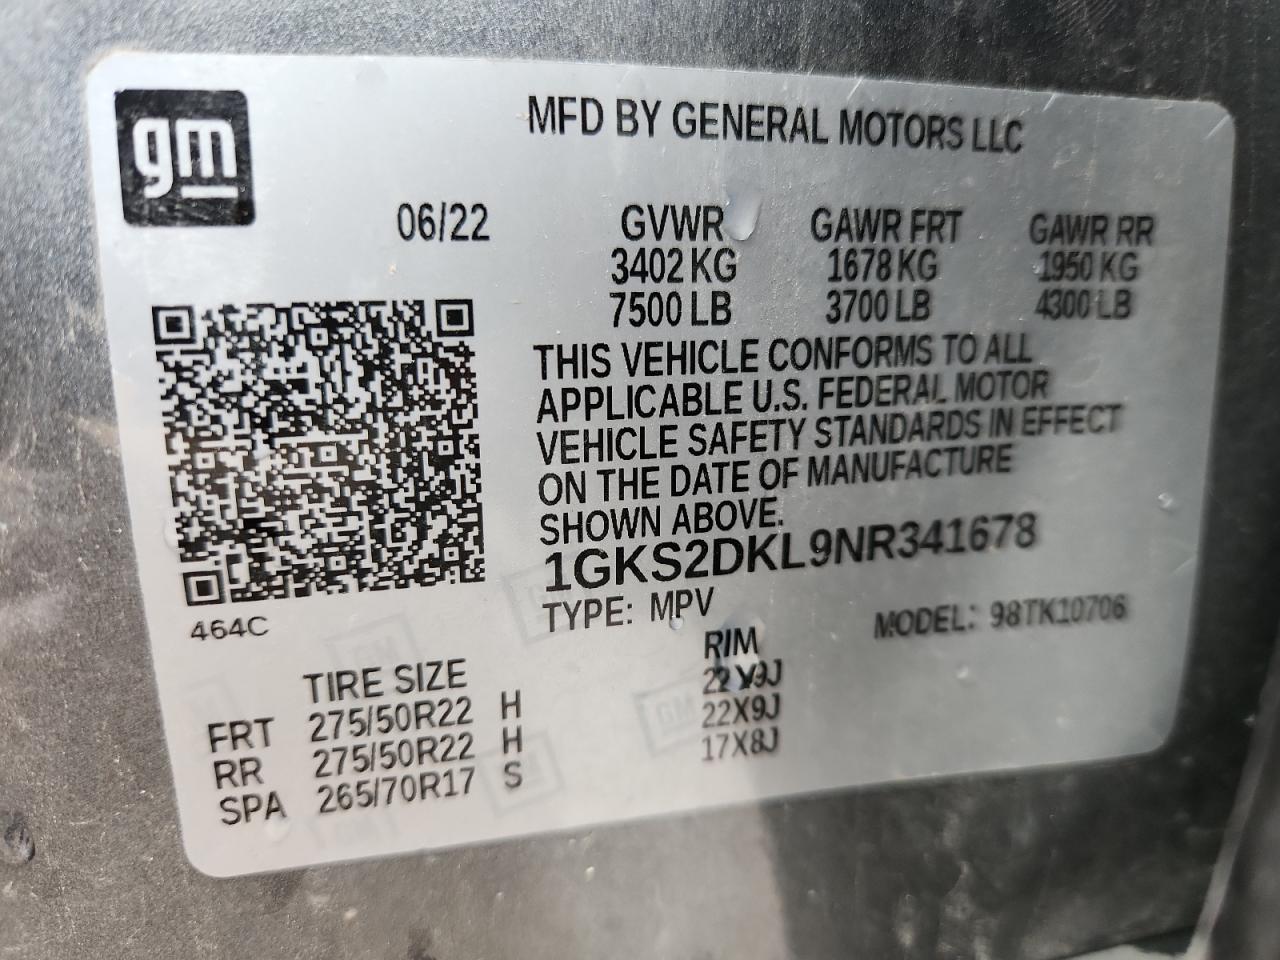 gm
MFD BY GENERAL MOTORS LLC
06/22 GVWR GAWR FRT GAWR RR
3402 KG 1678 KG 1950 KG
7500 LB 3700 LB 4300 LB
THIS VEHICLE CONFORMS TO ALL
APPLICABLE U.S. FEDERAL MOTOR
VEHICLE SAFETY STANDARDS IN EFFECT
ON THE DATE OF MANUFACTURE
SHOWN ABOVE.
1GKS2DKL9NR341678
464C
TYPE: MPV MODEL: 98TK10706
TIRE SIZE RIM
FRT 275/50R22 H 22X9J
RR 275/50R22 H 22X9J
SPA 265/70R17 S 17X8J